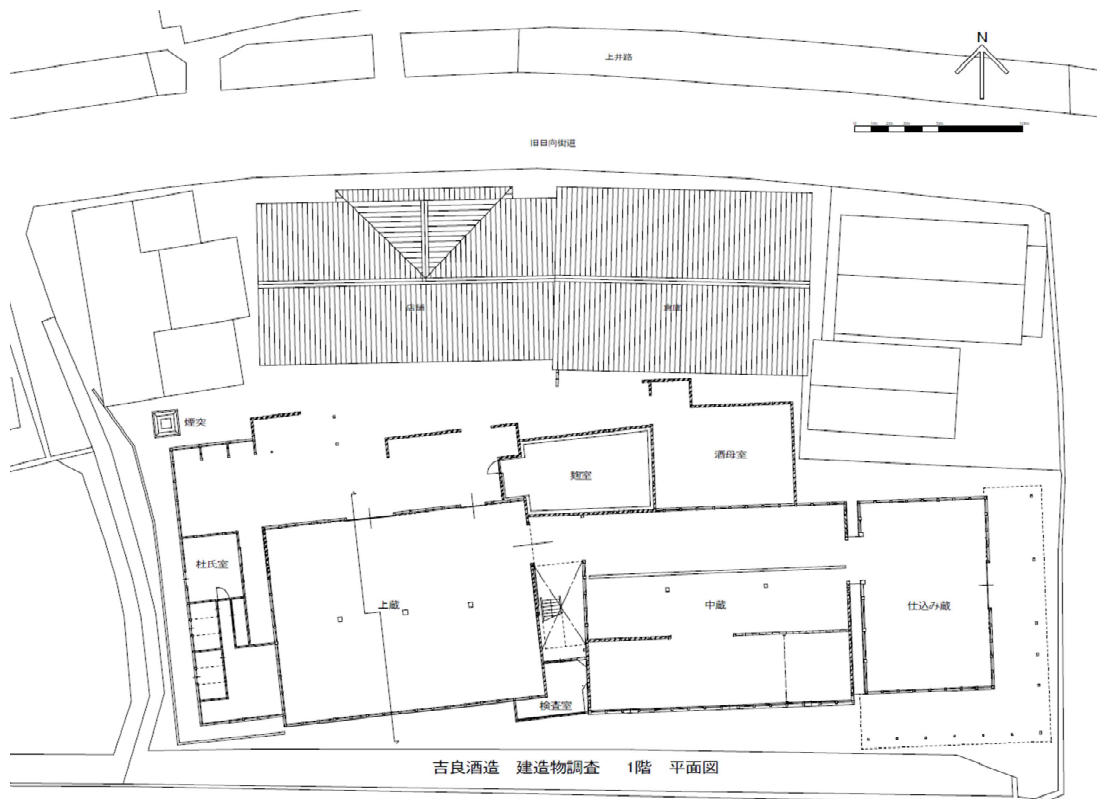 上井路
N
旧日向街道
店舗
倉庫
煙突
酒母室
麹室
杜氏室
上蔵
中蔵
仕込み蔵
検査室
吉良酒造 建造物調査 1階 平面図